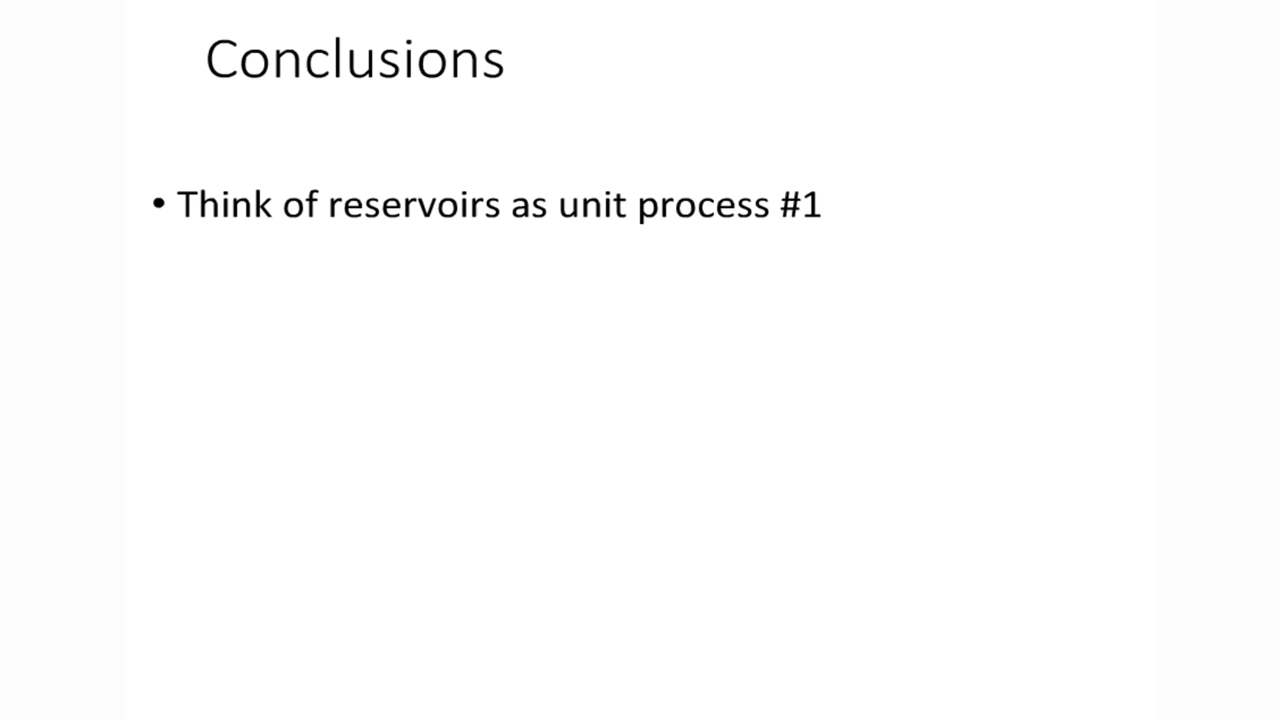 Conclusions
• Think of reservoirs as unit process #1